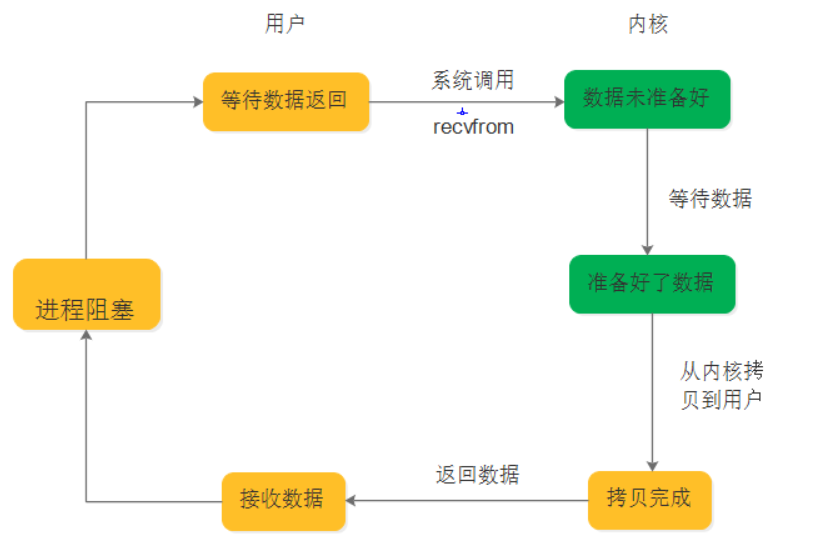 用户
内核
等待数据返回
系统调用
recvfrom
数据未准备好
等待数据
进程阻塞
准备好了数据
从内核拷
贝到用户
接收数据
返回数据
拷贝完成